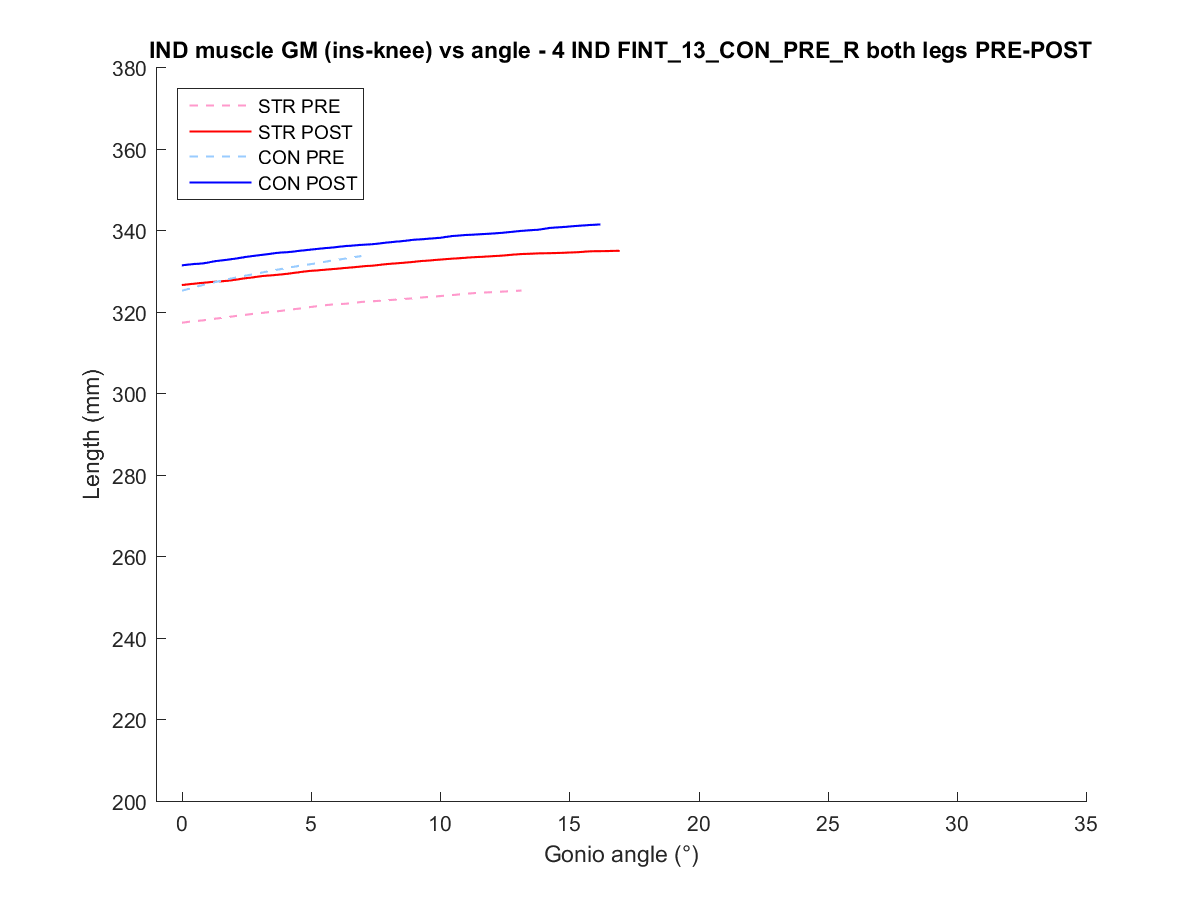 IND muscle GM (ins-knee) vs angle - 4 IND FINT_13_CON_PRE_R both legs PRE-POST
380
360
340
320
300
280
260
240
220
200
STR PRE
STR POST
CON PRE
CON POST
Length (mm)
0 5 10 15 20 25 30 35
Gonio angle (°)